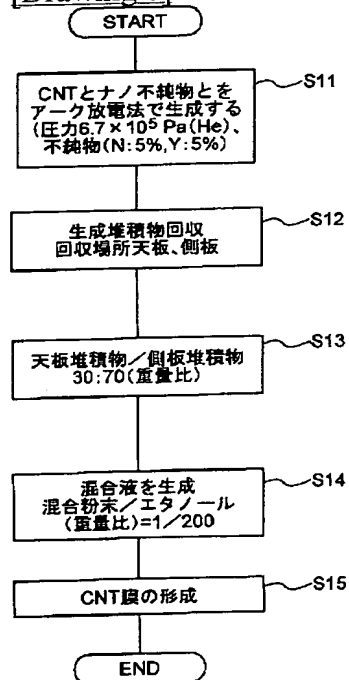 START
S11
CNTとナノ不純物とを
アーク放電法で生成する
(圧力6.7×10⁵ Pa(He)、
不純物(N:5%,Y:5%)
S12
生成堆積物回収
回収場所天板、側板
S13
天板堆積物/側板堆積物
30:70(重量比)
S14
混合液を生成
混合粉末/エタノール
(重量比)=1/200
S15
CNT膜の形成
END